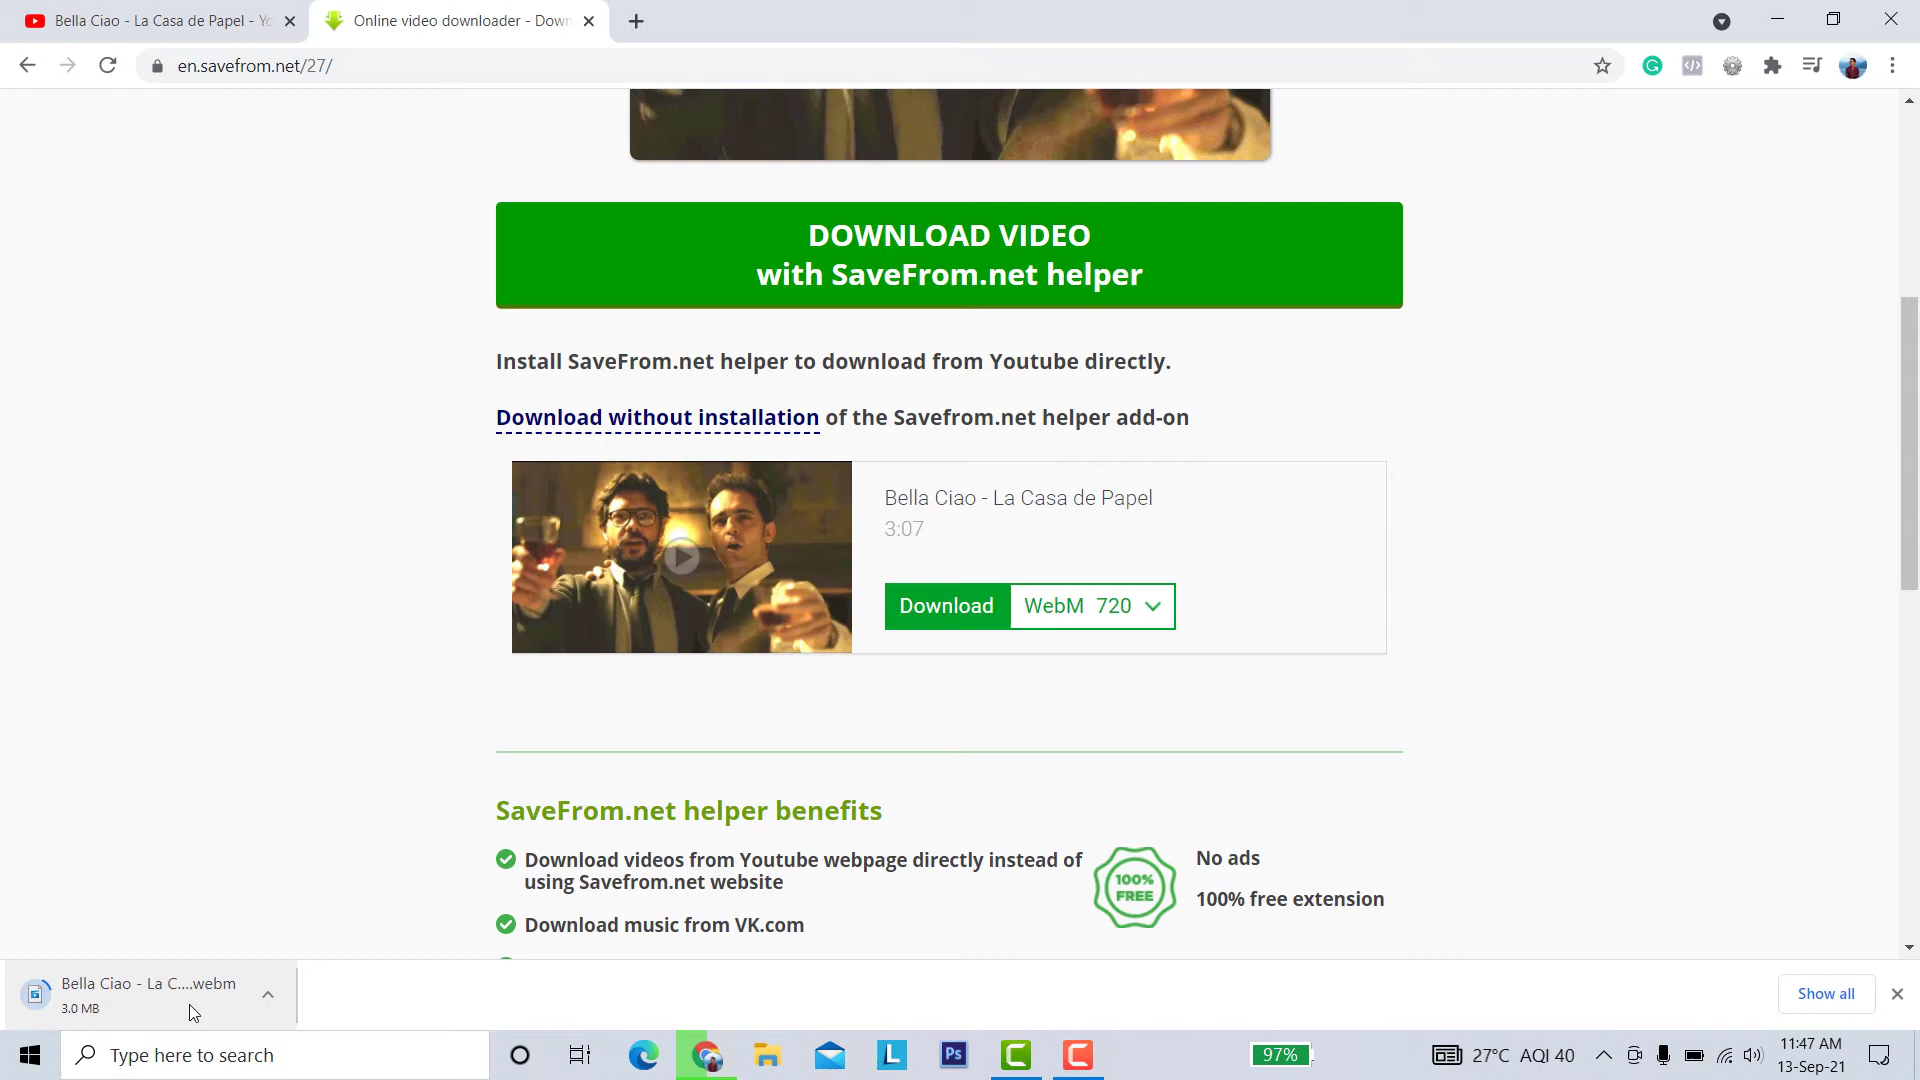 Bella Ciao - La Casa de Papel - Yo
Online video downloader - Down
en.savefrom.net/27/
DOWNLOAD VIDEO
with SaveFrom.net helper
Install SaveFrom.net helper to download from Youtube directly.
Download without installation of the Savefrom.net helper add-on
Bella Ciao - La Casa de Papel
3:07
Download WebM 720
SaveFrom.net helper benefits
Download videos from Youtube webpage directly instead of
using Savefrom.net website
Download music from VK.com
100%
FREE
No ads
100% free extension
Bella Ciao - La C....webm
3.0 MB
Show all
Type here to search
L
Ps
97%
27°C AQI 40
11:47 AM
13-Sep-21